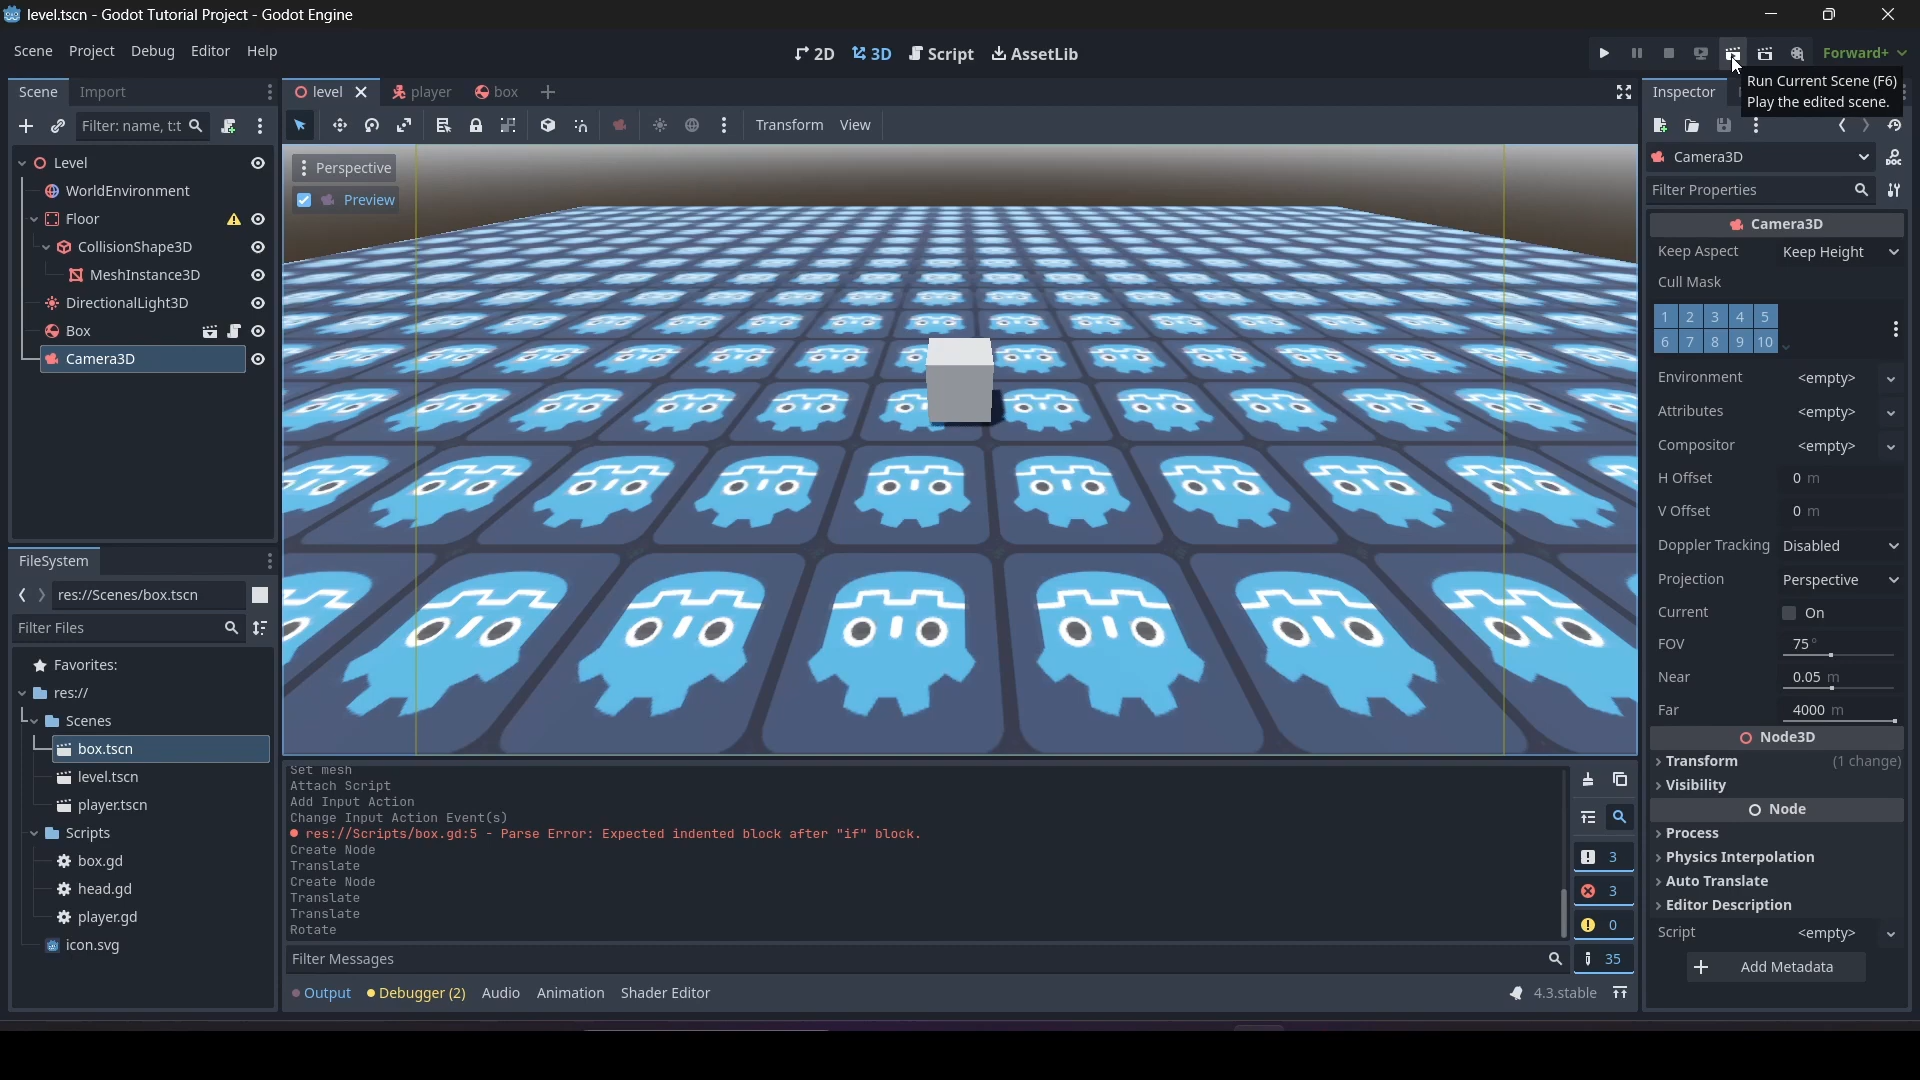 level.tscn - Godot Tutorial Project - Godot Engine
Scene Project Debug Editor Help
2D 3D Script AssetLib
Forward+
Run Current Scene (F6)
Play the edited scene.
Scene Import
Filter: name, t:t
Level
WorldEnvironment
Floor
CollisionShape3D
MeshInstance3D
DirectionalLight3D
Box
Camera3D
FileSystem
res://Scenes/box.tscn
Filter Files
Favorites:
res://
Scenes
box.tscn
level.tscn
player.tscn
Scripts
box.gd
head.gd
player.gd
icon.svg
level player box
Transform View
Perspective
Preview
Set mesh
Attach Script
Add Input Action
Change Input Action Event(s)
res://Scripts/box.gd:5 - Parse Error: Expected indented block after "if" block.
Create Node
Translate
Create Node
Translate
Translate
Rotate
3
3
0
35
Filter Messages
Output Debugger (2) Audio Animation Shader Editor
4.3.stable
Inspector
Camera3D
Filter Properties
Camera3D
Keep Aspect Keep Height
Cull Mask
1 2 3 4 5
6 7 8 9 10
Environment <empty>
Attributes <empty>
Compositor <empty>
H Offset 0 m
V Offset 0 m
Doppler Tracking Disabled
Projection Perspective
Current On
FOV 75 °
Near 0.05 m
Far 4000 m
Node3D
Transform (1 change)
Visibility
Node
Process
Physics Interpolation
Auto Translate
Editor Description
Script <empty>
Add Metadata